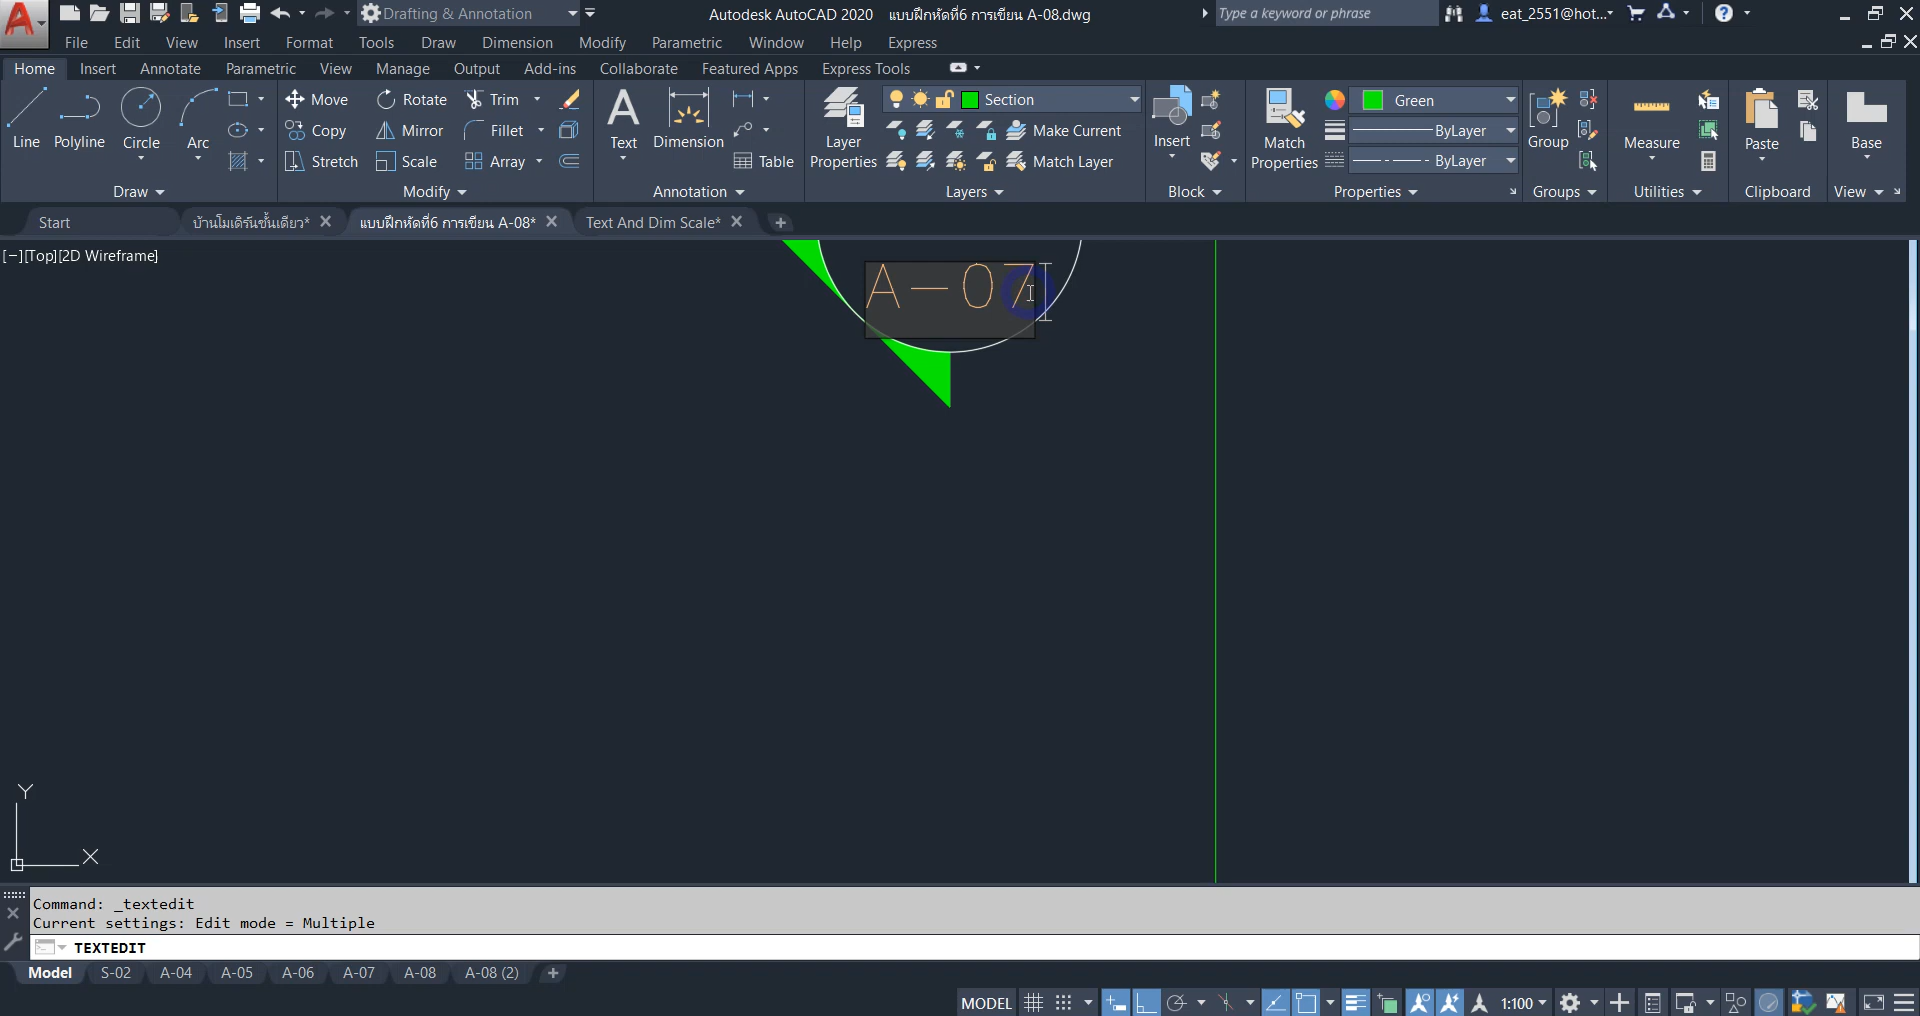 Drafting & Annotation
Autodesk AutoCAD 2020 แบบฝึกหัดที่6 การเขียน A-08.dwg
Type a keyword or phrase
eat_2551@hot...
File Edit View Insert Format Tools Draw Dimension Modify Parametric Window Help Express
Home Insert Annotate Parametric View Manage Output Add-ins Collaborate Featured Apps Express Tools
Line Polyline Circle Arc
Move Rotate Trim
Copy Mirror Fillet
Stretch Scale Array
Text Dimension Table
Layer Properties
Section
Make Current
Match Layer
Insert
Match Properties
Green
ByLayer
ByLayer
Group
Measure
Paste
Base
Draw Modify Annotation Layers Block Properties Groups Utilities Clipboard View
Start บ้านโมเดิร์นชั้นเดียว* แบบฝึกหัดที่6 การเขียน A-08* Text And Dim Scale*
[−][Top][2D Wireframe]
A-07
Y
X
Command: _textedit
Current settings: Edit mode = Multiple
TEXTEDIT
Model S-02 A-04 A-05 A-06 A-07 A-08 A-08 (2)
MODEL 1:100